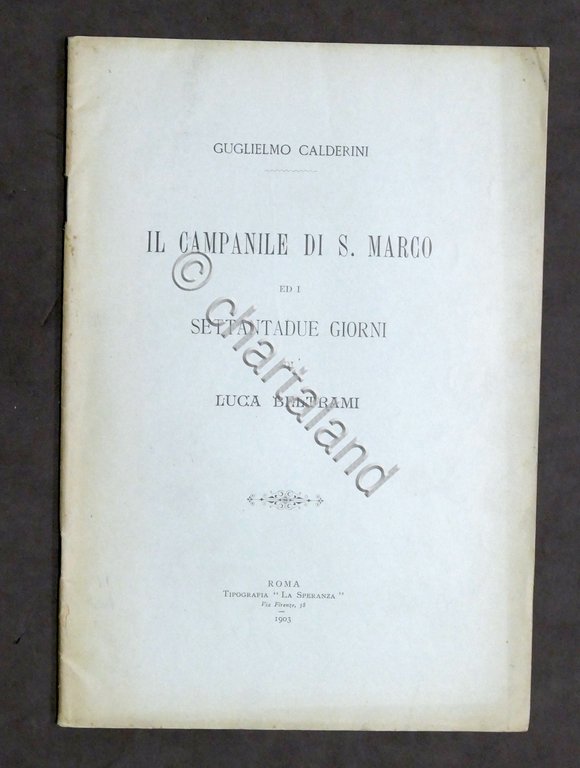 GUGLIELMO CALDERINI
IL CAMPANILE DI S. MARCO
ED I
SETTANTADUE GIORNI
LUCA BELTRAMI
ROMA
TIPOGRAFIA "LA SPERANZA"
Via Firenze, 38
1903
© chartaland